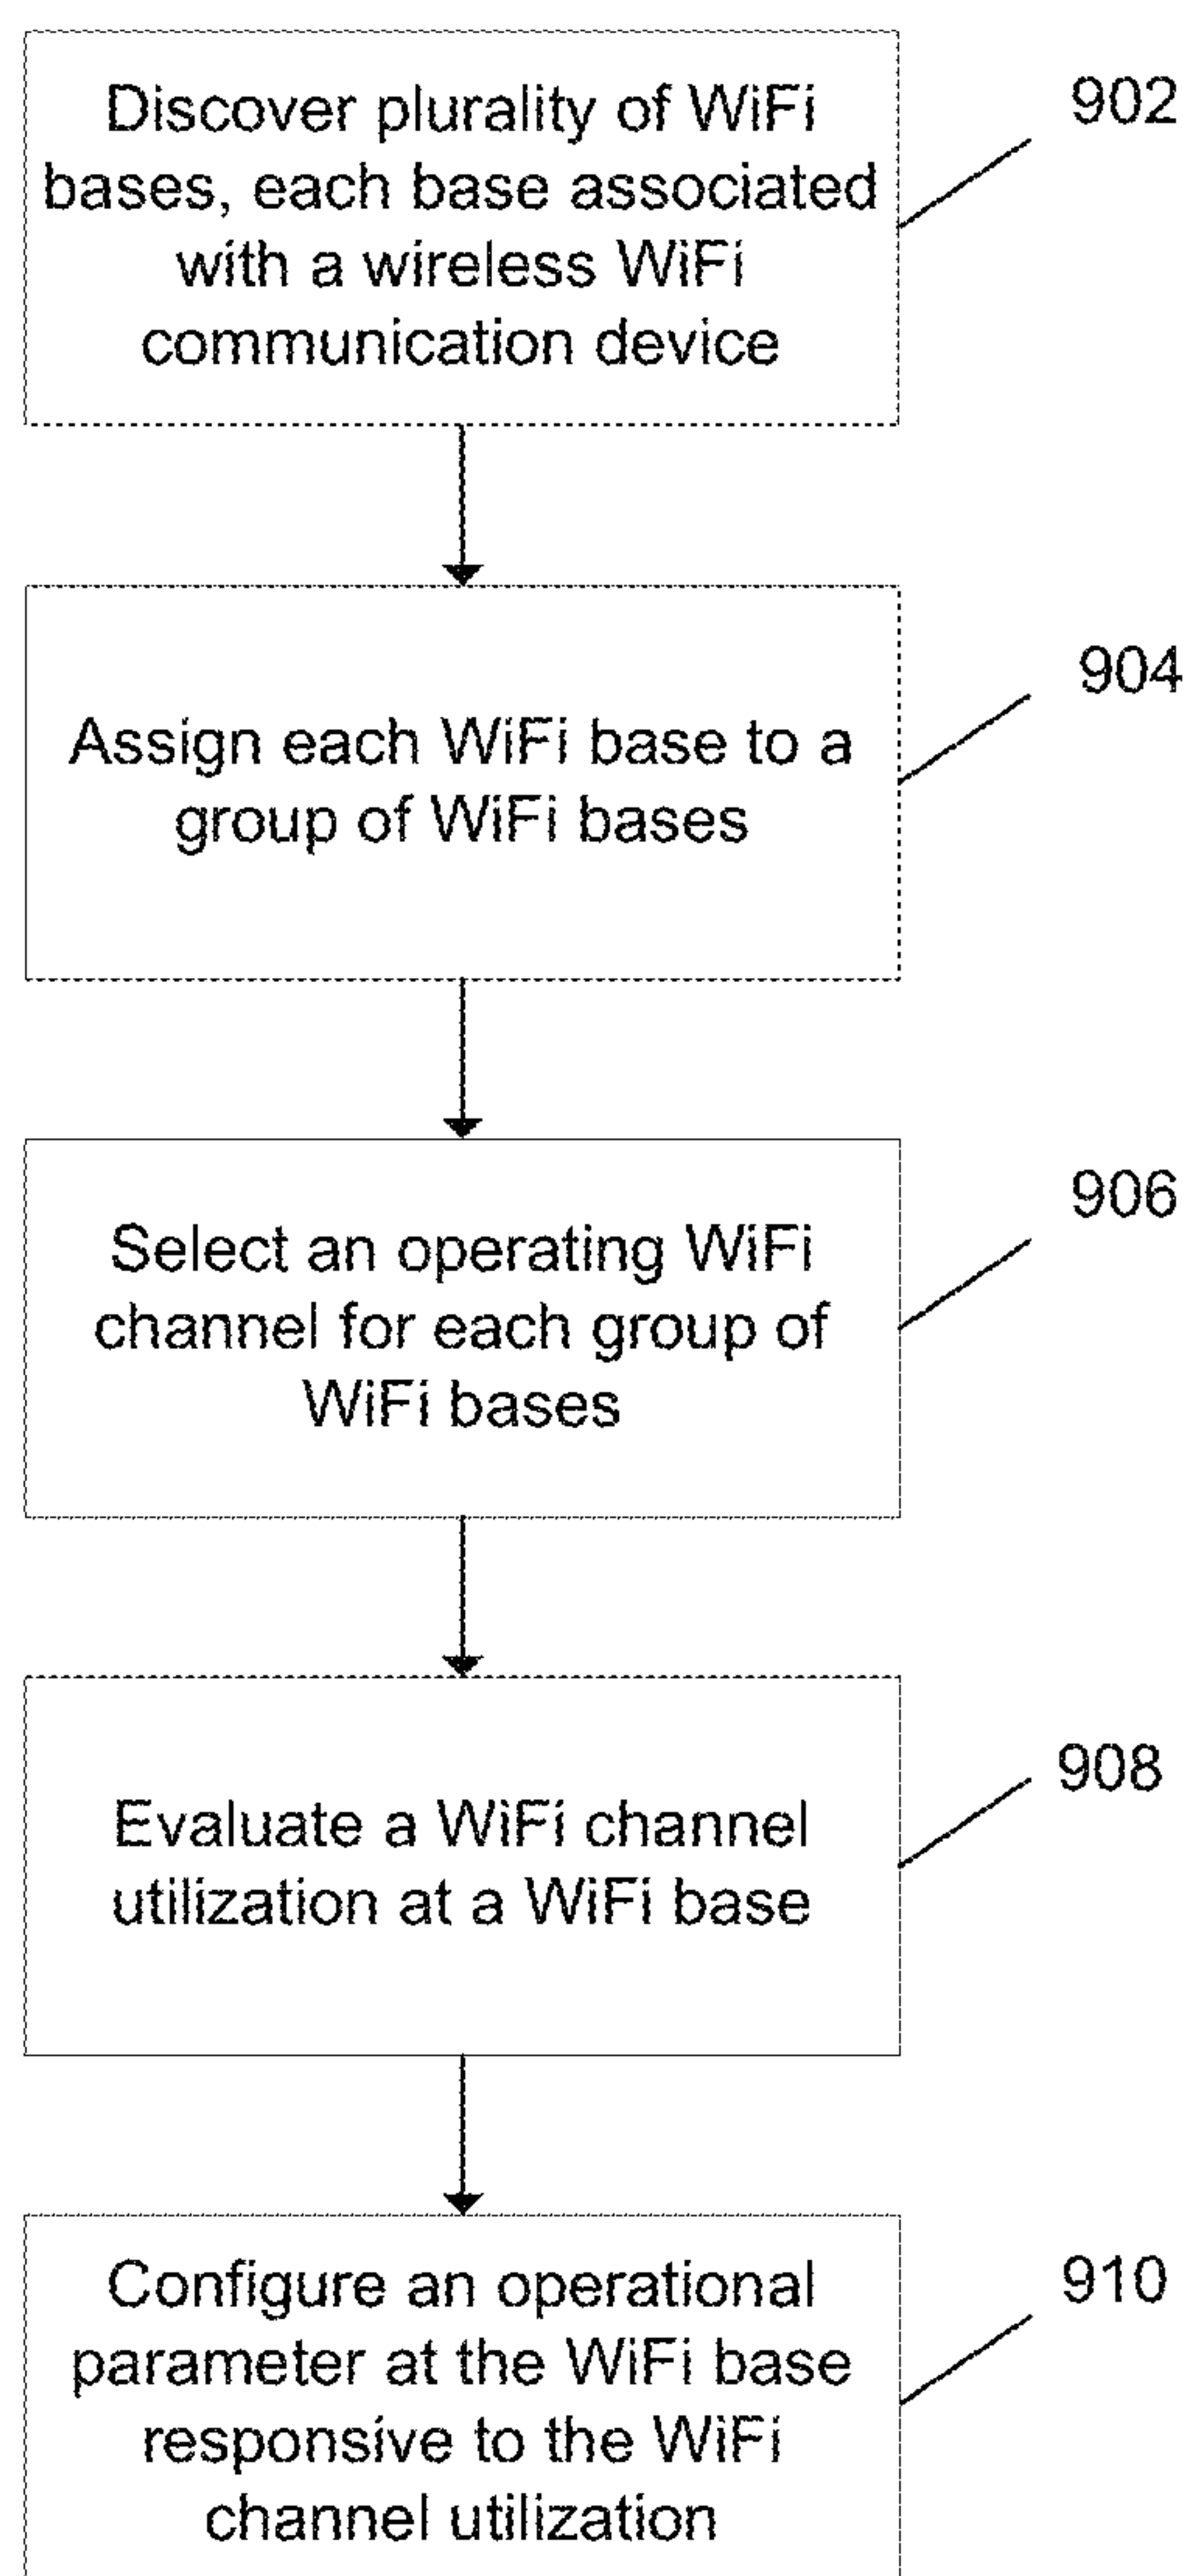 Discover plurality of WiFi
bases, each base associated
with a wireless WiFi
communication device
902
Assign each WiFi base to a
group of WiFi bases
904
Select an operating WiFi
channel for each group of
WiFi bases
906
Evaluate a WiFi channel
utilization at a WiFi base
908
Configure an operational
parameter at the WiFi base
responsive to the WiFi
channel utilization
910